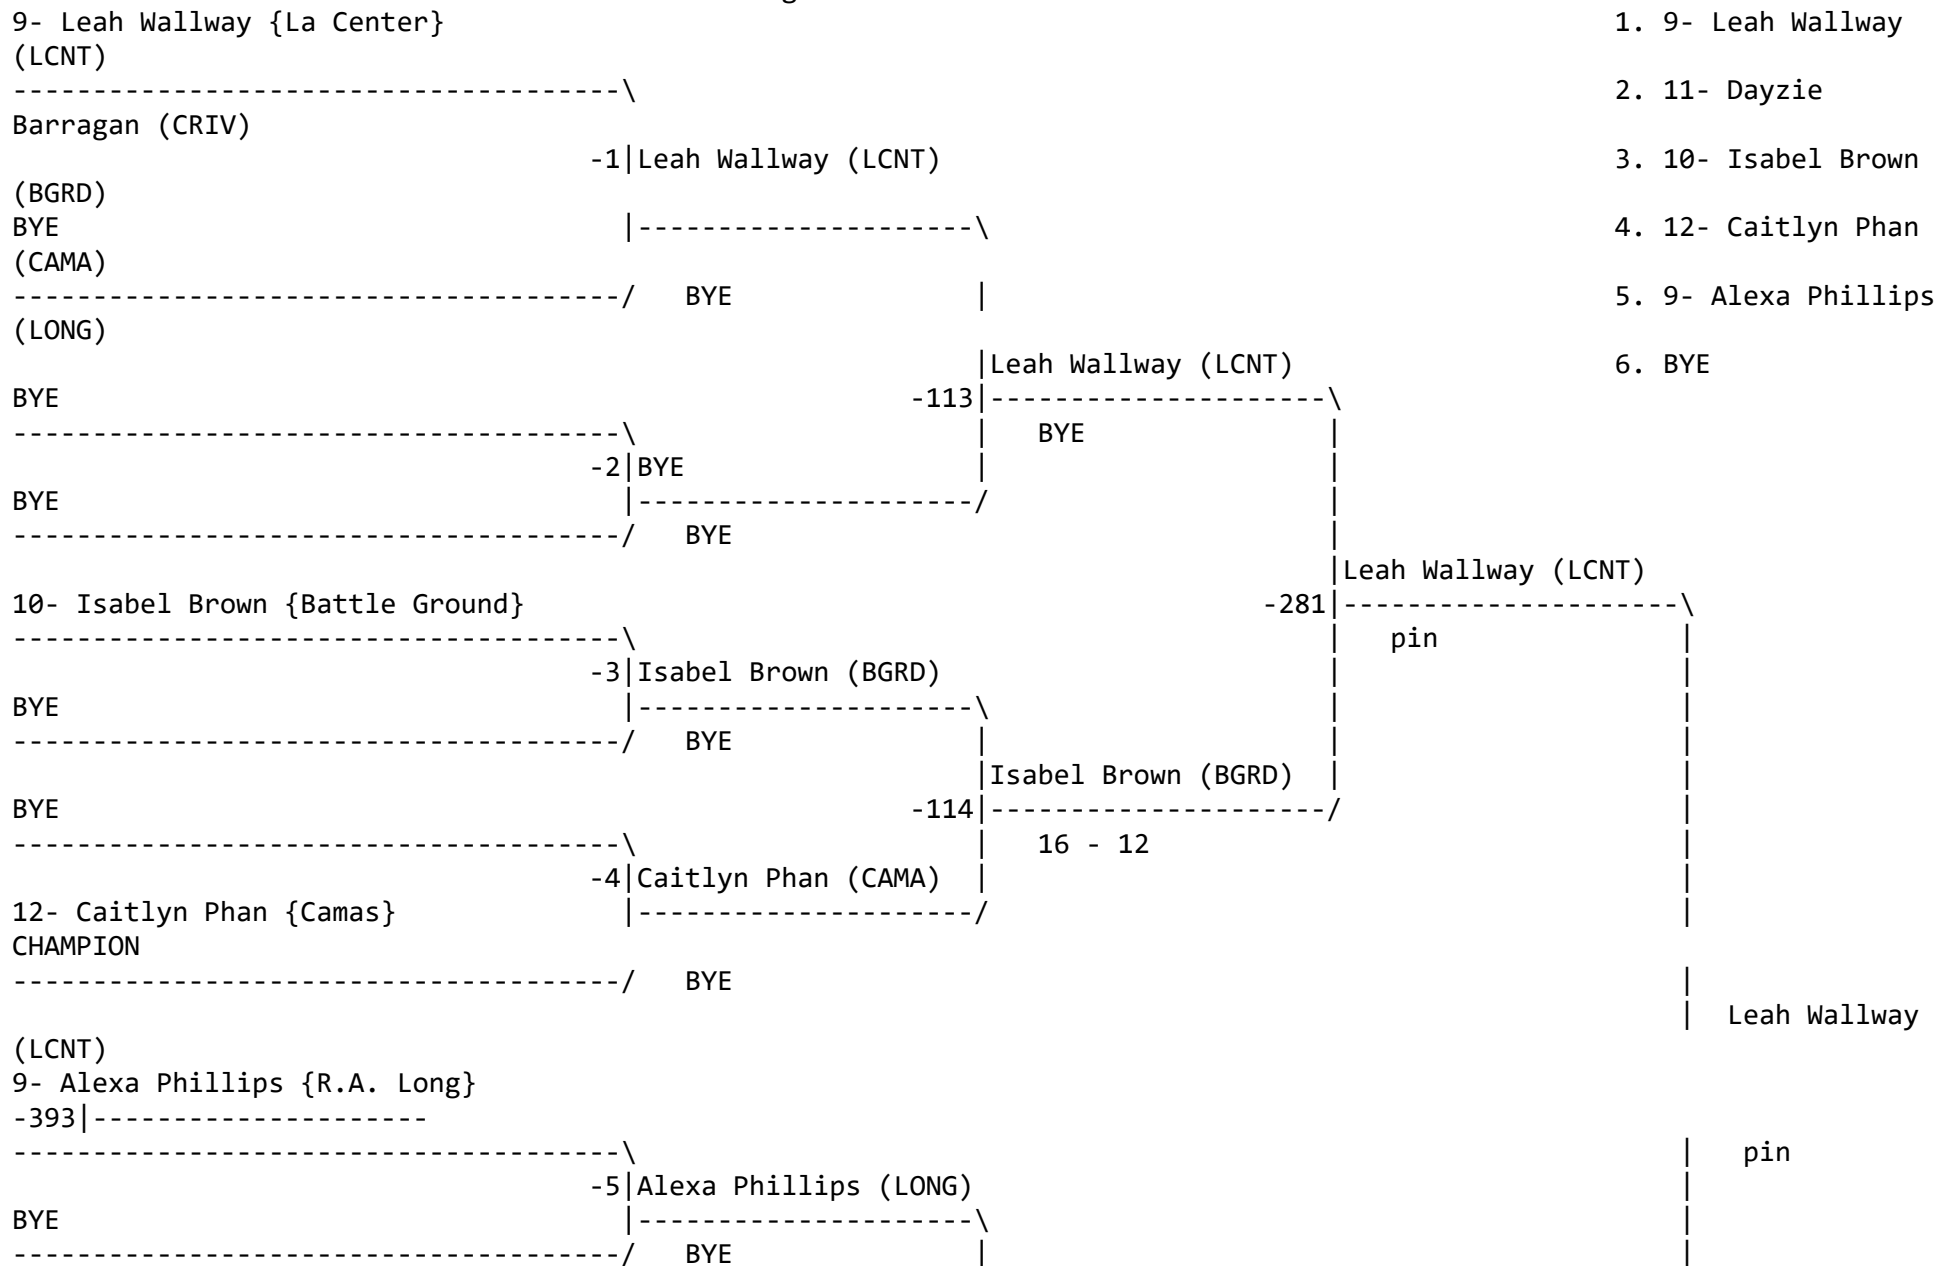 9- Leah Wallway {La Center} 1. 9- Leah Wallway
(LCNT)
--------------------------------------\ 2. 11- Dayzie
Barragan (CRIV)
-1|Leah Wallway (LCNT) 3. 10- Isabel Brown
(BGRD)
BYE |---------------------\ 4. 12- Caitlyn Phan
(CAMA)
--------------------------------------/ BYE | 5. 9- Alexa Phillips
(LONG)
|Leah Wallway (LCNT) 6. BYE
BYE -113|---------------------\
--------------------------------------\ | BYE |
-2|BYE | |
BYE |---------------------/ |
--------------------------------------/ BYE |
|Leah Wallway (LCNT)
10- Isabel Brown {Battle Ground} -281|---------------------\
--------------------------------------\ | pin |
-3|Isabel Brown (BGRD) | |
BYE |---------------------\ | |
--------------------------------------/ BYE | | |
|Isabel Brown (BGRD) | |
BYE -114|---------------------/ |
--------------------------------------\ | 16 - 12 |
-4|Caitlyn Phan (CAMA) | |
12- Caitlyn Phan {Camas} |---------------------/ |
CHAMPION
--------------------------------------/ BYE |
| Leah Wallway
(LCNT)
9- Alexa Phillips {R.A. Long}
-393|---------------------
--------------------------------------\ | pin
-5|Alexa Phillips (LONG) |
BYE |---------------------\ |
--------------------------------------/ BYE | |